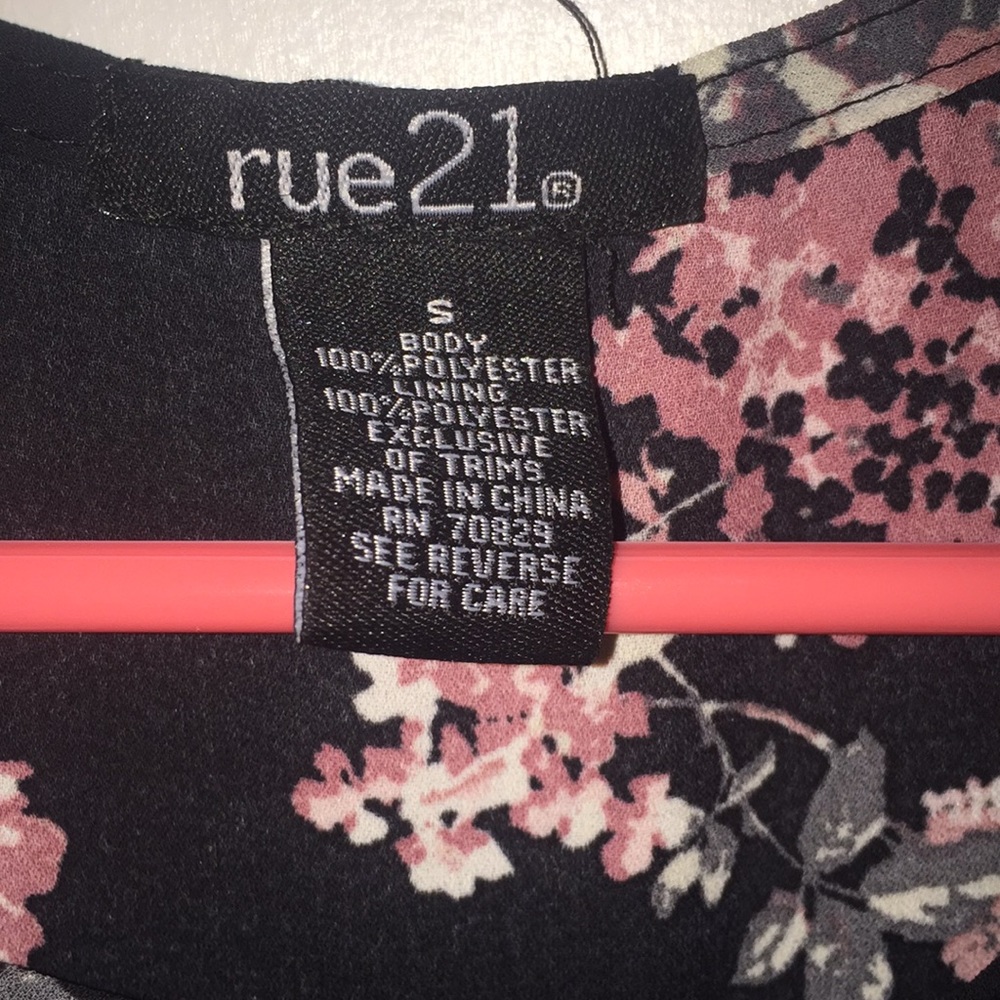 rue21®
S
BODY
100%POLYESTER
LINING
100%POLYESTER
EXCLUSIVE
OF TRIMS
MADE IN CHINA
RN 70829
SEE REVERSE
FOR CARE